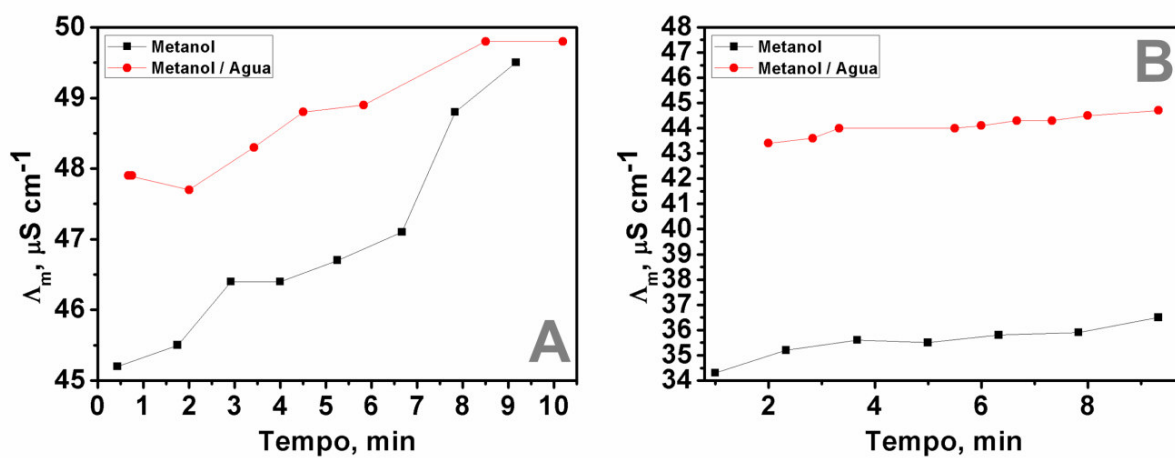 50
49
48
47
46
45
Λm, μS cm-1
Metanol
Metanol / Agua
A
0 1 2 3 4 5 6 7 8 9 10
Tempo, min
48
47
46
45
44
43
42
41
40
39
38
37
36
35
34
Λm, μS cm-1
Metanol
Metanol / Agua
B
2 4 6 8
Tempo, min